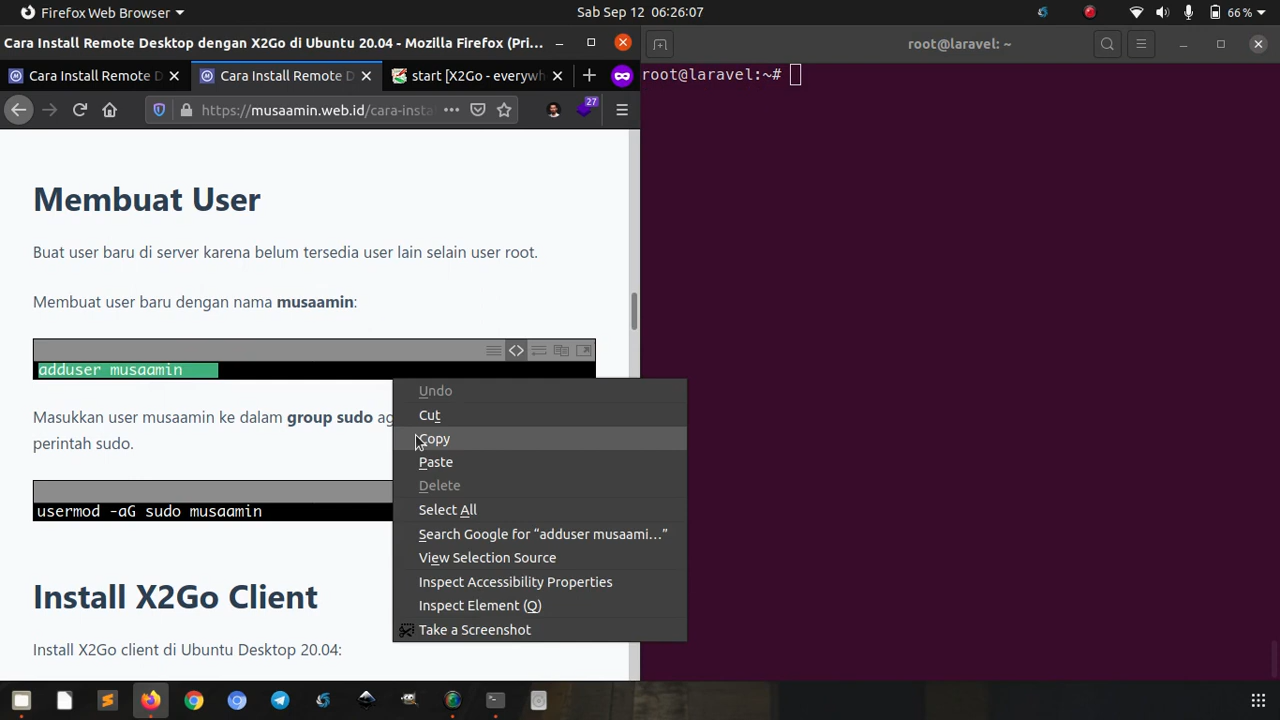 Firefox Web Browser
Sab Sep 12 06:26:07
66 %
Cara Install Remote Desktop dengan X2Go di Ubuntu 20.04 - Mozilla Firefox (Pri...
root@laravel: ~
Cara Install Remote D
Cara Install Remote D
start [X2Go - everywh
27
https://musaamin.web.id/cara-insta
root@laravel:~#
Membuat User
Buat user baru di server karena belum tersedia user lain selain user root.
Membuat user baru dengan nama musaamin:
adduser musaamin
Masukkan user musaamin ke dalam group sudo ag
perintah sudo.
usermod -aG sudo musaamin
Install X2Go Client
Install X2Go client di Ubuntu Desktop 20.04:
Undo
Cut
Copy
Paste
Delete
Select All
Search Google for “adduser musaami…”
View Selection Source
Inspect Accessibility Properties
Inspect Element (Q)
Take a Screenshot